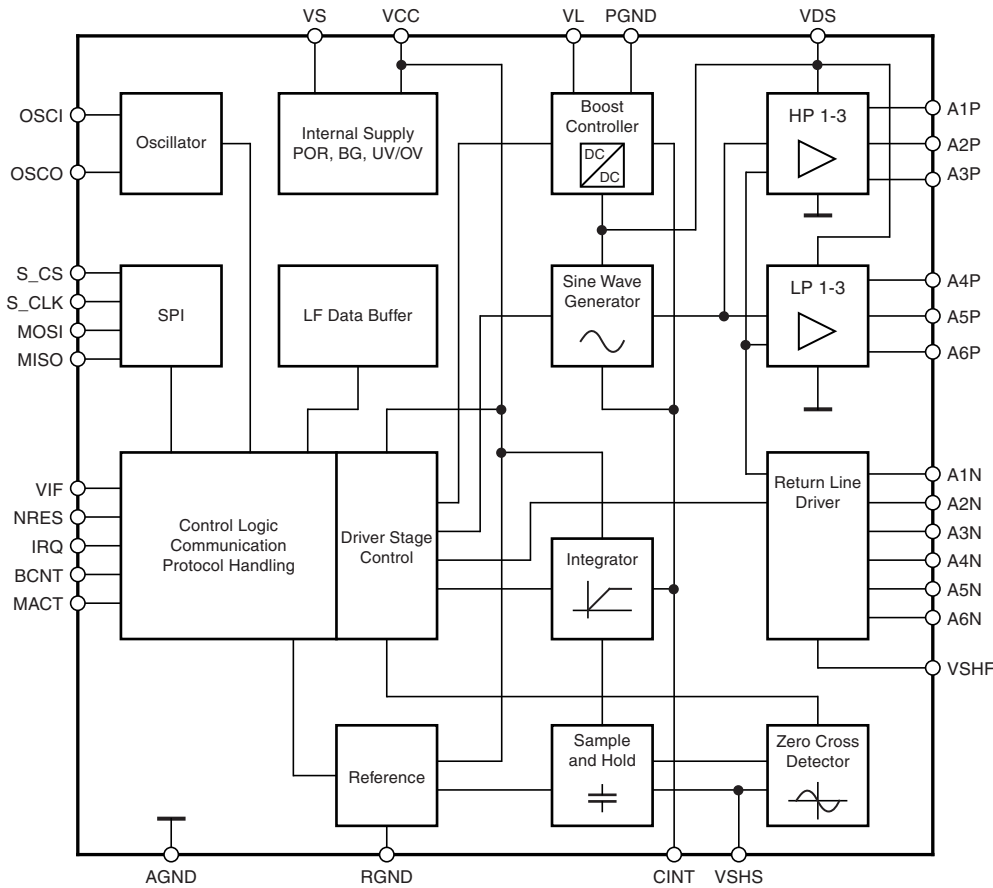 VS
VCC
VL
PGND
VDS
OSCI
OSCO
Oscillator
Internal Supply
POR, BG, UV/OV
Boost
Controller
DC
DC
HP 1-3
A1P
A2P
A3P
S_CS
S_CLK
MOSI
MISO
SPI
LF Data Buffer
Sine Wave
Generator
LP 1-3
A4P
A5P
A6P
VIF
NRES
IRQ
BCNT
MACT
Control Logic
Communication
Protocol Handling
Driver Stage
Control
Integrator
Return Line
Driver
A1N
A2N
A3N
A4N
A5N
A6N
VSHF
Reference
Sample
and Hold
Zero Cross
Detector
AGND
RGND
CINT
VSHS